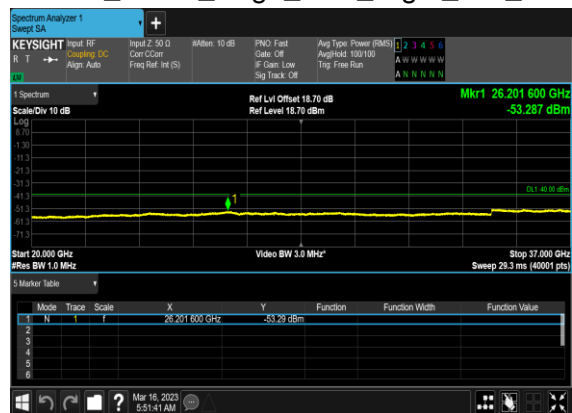 Spectrum Analyzer 1
Swept SA
KEYSIGHT Input: RF Input Z: 50 Ω #Atten: 10 dB PNO: Fast Avg Type: Power (RMS) 1 2 3 4 5 6
R T Coupling: DC Corr CCorr Gate: Off Avg|Hold: 100/100 A W W W W W
Align: Auto Freq Ref: Int (S) IF Gain: Low Trig: Free Run
Sig Track: Off A N N N N N
1 Spectrum Ref Lvl Offset 18.70 dB Mkr1 26.201 600 GHz
Scale/Div 10 dB Ref Level 18.70 dBm -53.287 dBm
Log
8.70
-1.30
-11.3
-21.3
-31.3
DL1 -40.00 dBm
-41.3
1
-51.3
-61.3
-71.3
Start 20.000 GHz Video BW 3.0 MHz* Stop 37.000 GHz
#Res BW 1.0 MHz Sweep 29.3 ms (40001 pts)
5 Marker Table
Mode Trace Scale X Y Function Function Width Function Value
1 N 1 f 26.201 600 GHz -53.29 dBm
2
3
4
5
6
? Mar 16, 2023
5:51:41 AM